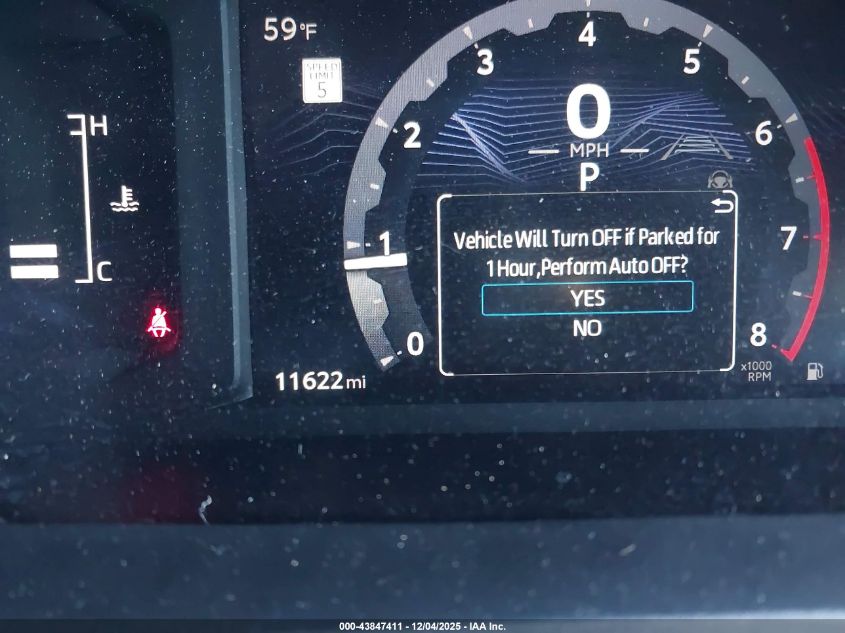 59°F
SPEED
LIMIT
5
H
C
0
1
2
3
4
5
6
7
8
0
MPH
P
Vehicle Will Turn OFF if Parked for
1 Hour,Perform Auto OFF?
YES
NO
x1000
RPM
11622 mi
000-43847411 - 12/04/2025 - IAA Inc.